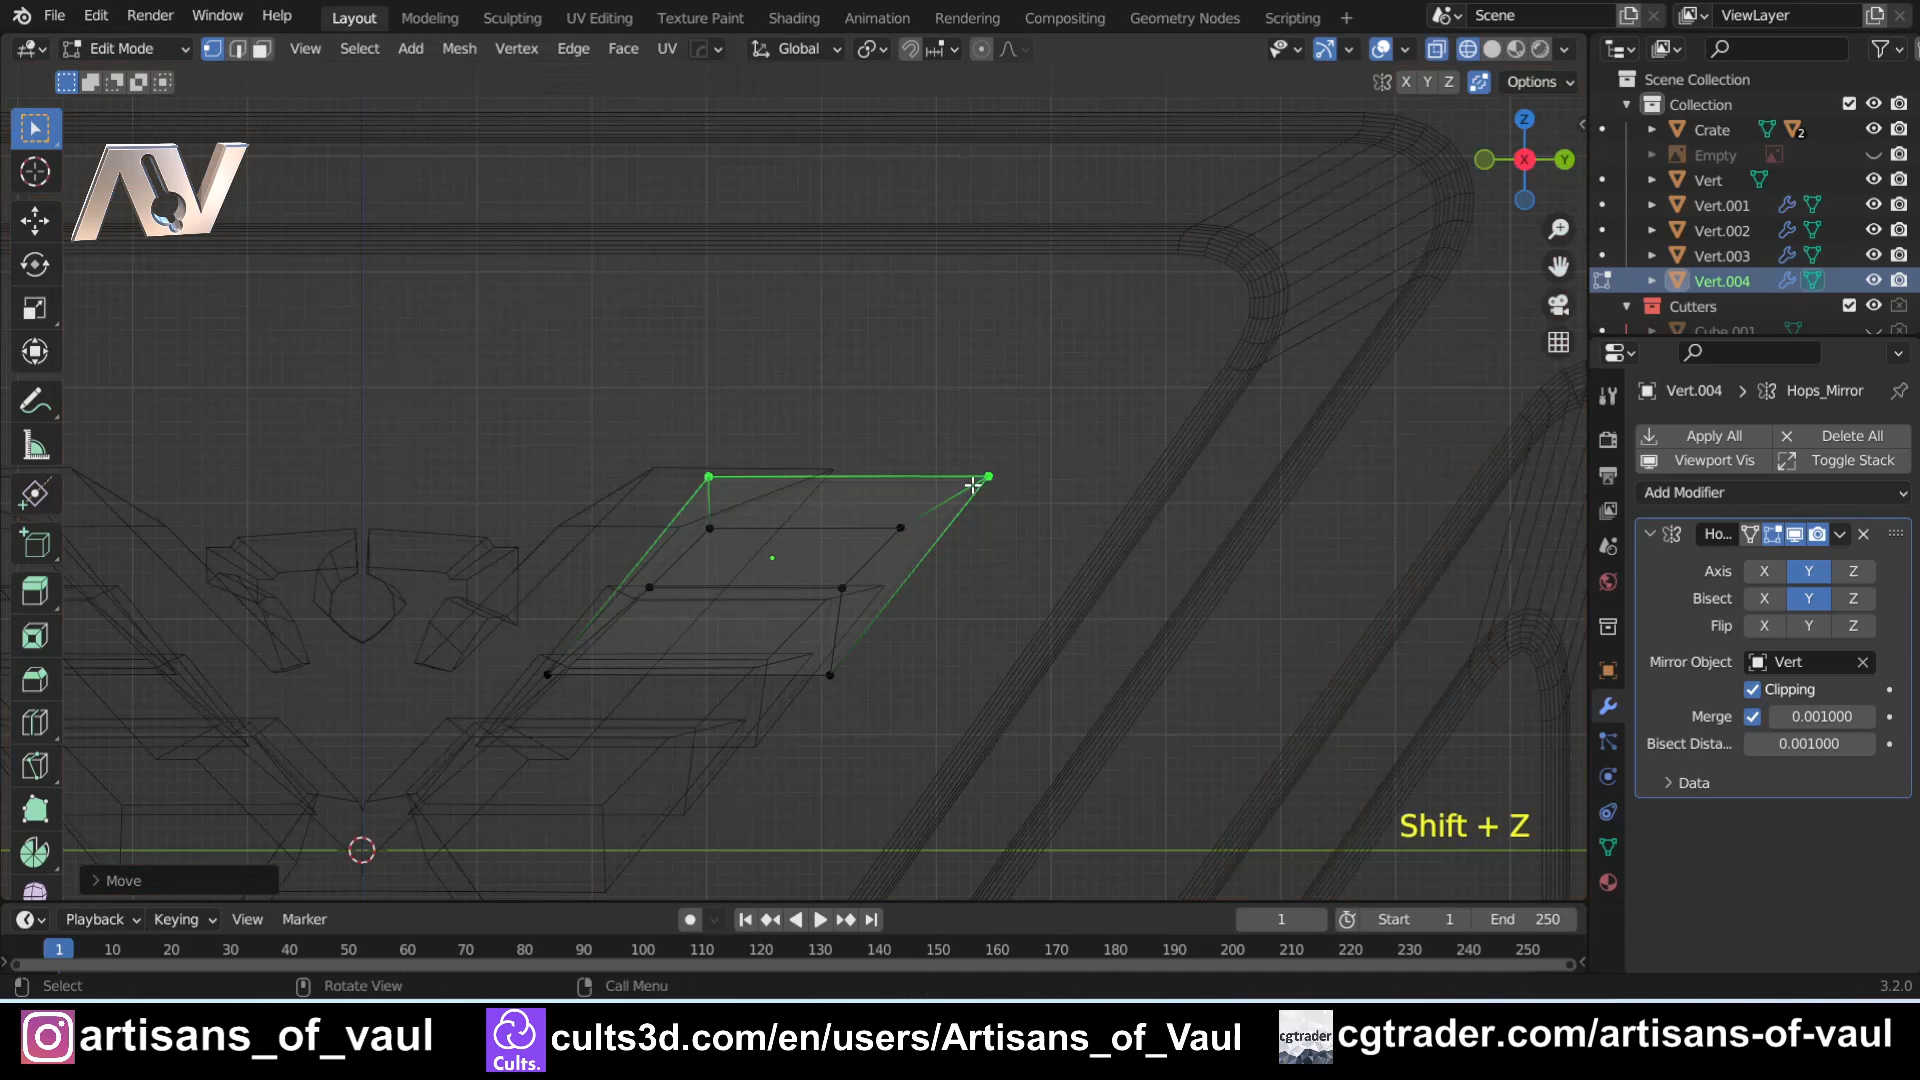 File Edit Render Window Help Layout Modeling Sculpting UV Editing Texture Paint Shading Animation Rendering Compositing Geometry Nodes Scripting + Scene ViewLayer
Edit Mode View Select Add Mesh Vertex Edge Face UV Global
X Y Z Options
Scene Collection
Collection
Crate 2
Empty
Vert
Vert.001
Vert.002
Vert.003
Vert.004
Cutters
Cube.001
Z
X Y
AV
Vert.004 > Hops_Mirror
Apply All Delete All
Viewport Vis Toggle Stack
Add Modifier
Ho...
Axis X Y Z
Bisect X Y Z
Flip X Y Z
Mirror Object Vert
Clipping
Merge 0.001000
Bisect Dista... 0.001000
Data
Shift + Z
Move
Playback Keying View Marker 1 Start 1 End 250
1 10 20 30 40 50 60 70 80 90 100 110 120 130 140 150 160 170 180 190 200 210 220 230 240 250
Select Rotate View Call Menu 3.2.0
artisans_of_vaul Cults. cults3d.com/en/users/Artisans_of_Vaul cgtrader cgtrader.com/artisans-of-vaul